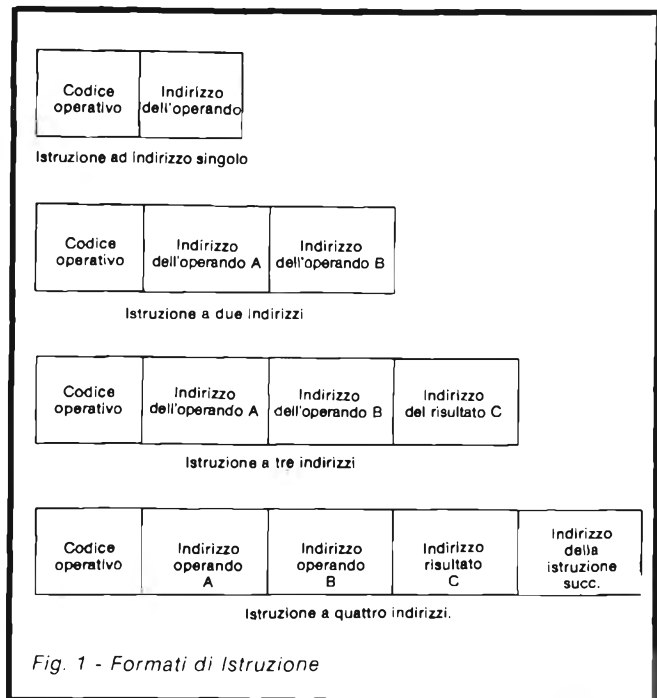 Codice
operativo
Indirizzo
dell'operando
Istruzione ad indirizzo singolo
Codice
operativo
Indirizzo
dell'operando A
Indirizzo
dell'operando B
Istruzione a due indirizzi
Codice
operativo
Indirizzo
dell'operando A
Indirizzo
dell'operando B
Indirizzo
del risultato C
Istruzione a tre indirizzi
Codice
operativo
Indirizzo
operando
A
Indirizzo
operando
B
Indirizzo
risultato
C
Indirizzo
della
istruzione
succ.
Istruzione a quattro indirizzi.
Fig. 1 - Formati di Istruzione